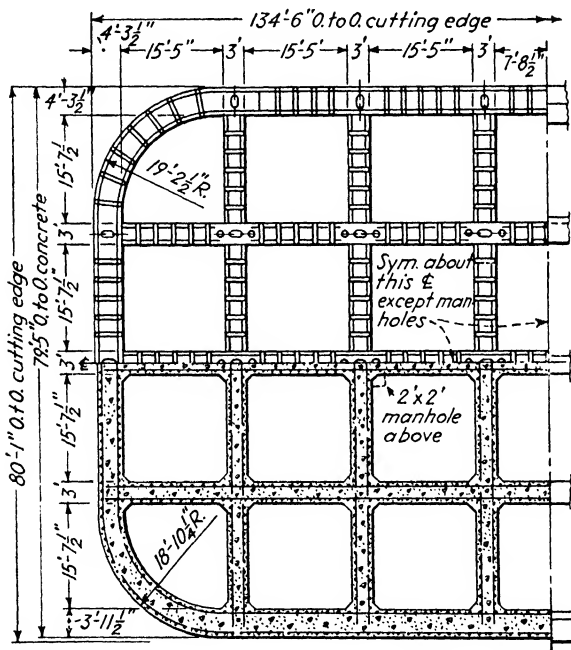 134'-6" O. to O. cutting edge
4'-3½"
15'-5"
3'
15'-5'
3'
15'-5"
3'
7'-8½"
4'-3½"
15'-7½
3'
15'-7½"
3'
15'-7½"
3'
15'-7½"
-3'-11½"
80'-1" O. to O. cutting edge
79'5" O. to O. concrete
19'-2½" R.
Sym. about
this ℄
except man-
holes
℄
2'x2'
manhole
above
18'-10¼" R.